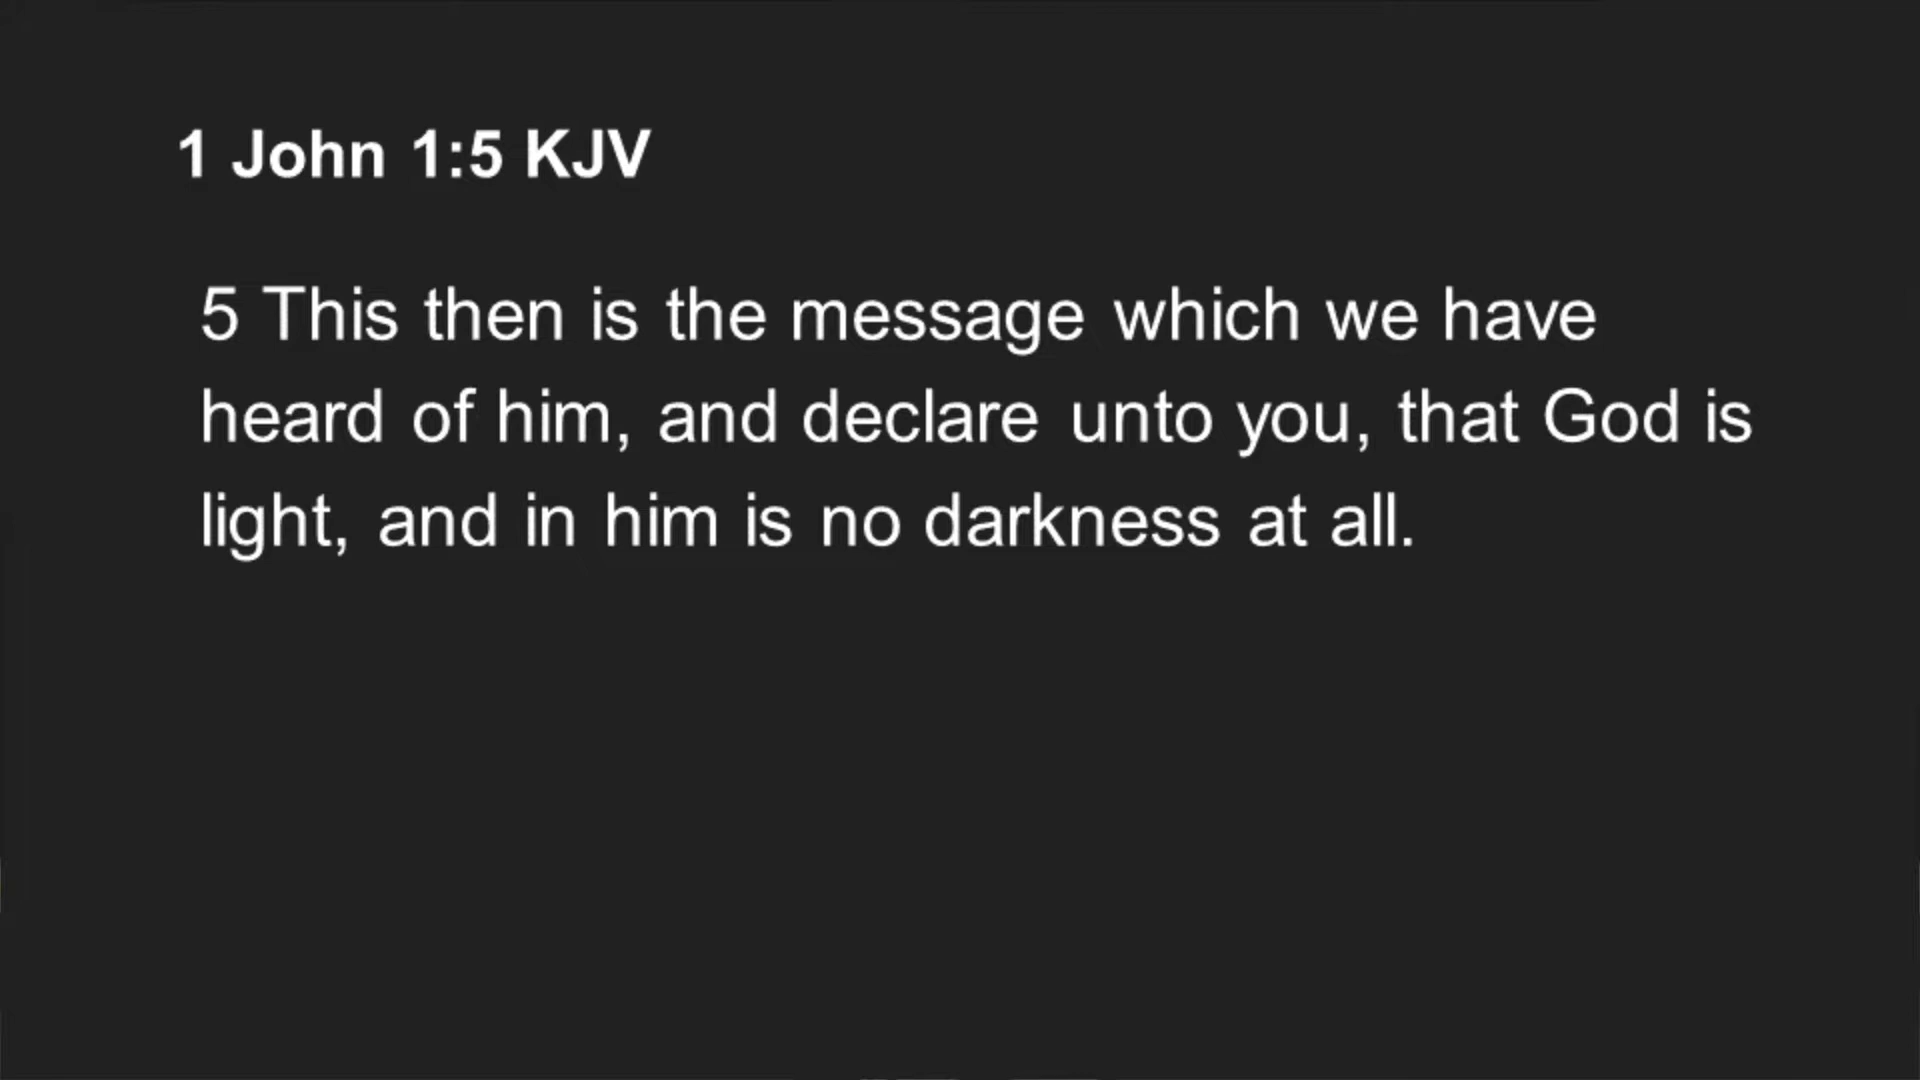 1 John 1:5 KJV
5 This then is the message which we have
heard of him, and declare unto you, that God is
light, and in him is no darkness at all.